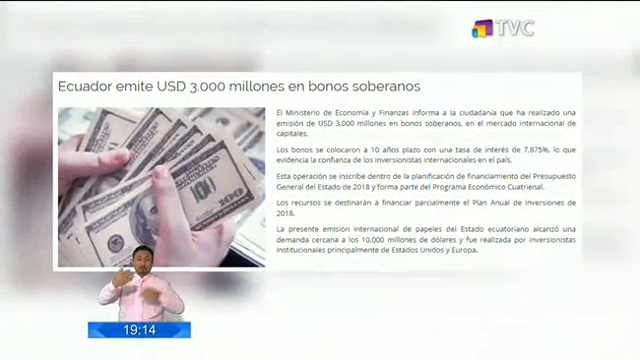 TVC
Ecuador emite USD 3.000 millones en bonos soberanos
El Ministerio de Economía y Finanzas informa a la ciudadanía que ha realizado una
emisión de USD 3.000 millones en bonos soberanos, en el mercado internacional de
capitales.
Los bonos se colocaron a 10 años plazo con una tasa de interés de 7.875%, lo que
evidencia la confianza de los inversionistas internacionales en el país.
Esta operación se inscribe dentro de la planificación de financiamiento del Presupuesto
General del Estado de 2018 y forma parte del Programa Económico Cuatrienal.
Los recursos se destinarán a financiar parcialmente el Plan Anual de Inversiones de
2018.
La presente emisión internacional de papeles del Estado ecuatoriano alcanzó una
demanda cercana a los 10.000 millones de dólares y fue realizada por inversionistas
institucionales principalmente de Estados Unidos y Europa.
100
100
19:14